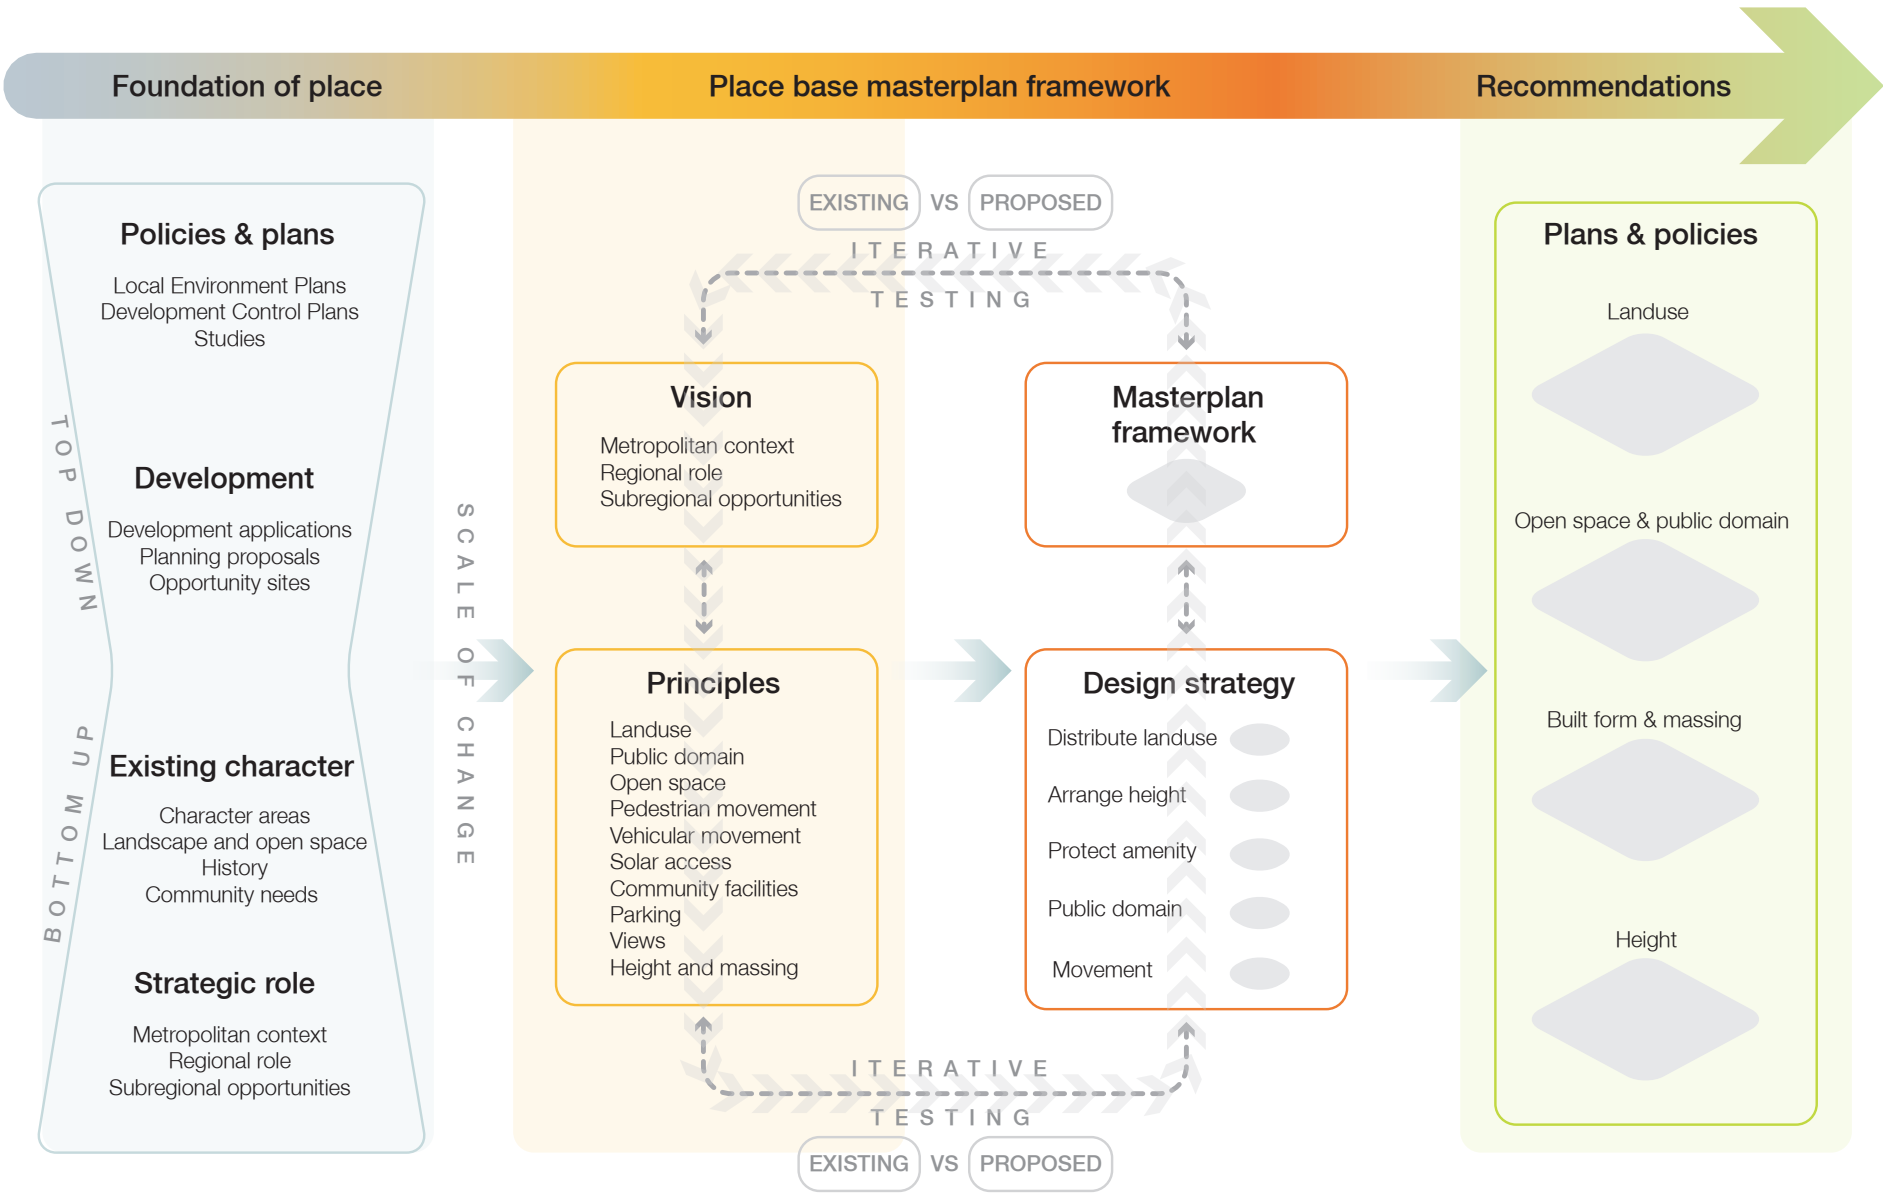 Foundation of place
Place base masterplan framework
Recommendations
Policies & plans
Local Environment Plans
Development Control Plans
Studies
TOP DOWN
Development
Development applications
Planning proposals
Opportunity sites
BOTTOM UP
Existing character
Character areas
Landscape and open space
History
Community needs
Strategic role
Metropolitan context
Regional role
Subregional opportunities
SCALE OF CHANGE
EXISTING VS PROPOSED
ITERATIVE
TESTING
Vision
Metropolitan context
Regional role
Subregional opportunities
Principles
Landuse
Public domain
Open space
Pedestrian movement
Vehicular movement
Solar access
Community facilities
Parking
Views
Height and massing
Masterplan
framework
Design strategy
Distribute landuse
Arrange height
Protect amenity
Public domain
Movement
ITERATIVE
TESTING
EXISTING VS PROPOSED
Plans & policies
Landuse
Open space & public domain
Built form & massing
Height